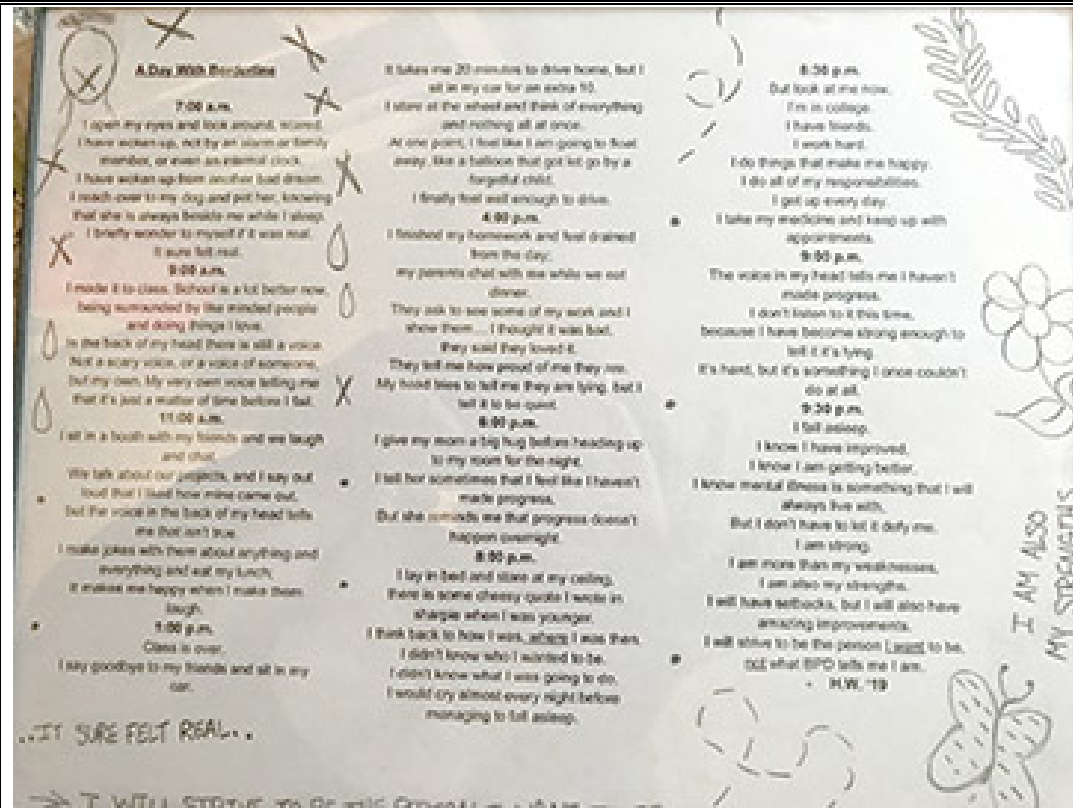 A Day With Borderline
7:00 a.m.
I open my eyes and look around, scared.
I have woken up, not by an alarm or family
member, or even an internal clock.
I have woken up from another bad dream.
I reach over to my dog and pet her, knowing
that she is always beside me while I sleep.
I briefly wonder to myself if it was real.
It sure felt real.
9:00 a.m.
I made it to class. School is a lot better now,
being surrounded by like minded people
and doing things I love.
In the back of my head there is still a voice.
Not a scary voice, or a voice of someone,
but my own. My very own voice telling me
that it's just a matter of time before I fail.
11:00 a.m.
I sit in a booth with my friends and we laugh
and chat.
We talk about our projects, and I say out
loud that I liked how mine came out,
but the voice in the back of my head tells
me that isn't true.
I make jokes with them about anything and
everything and eat my lunch;
it makes me happy when I make them
laugh.
1:00 p.m.
Class is over.
I say goodbye to my friends and sit in my
car.
It takes me 20 minutes to drive home, but I
sit in my car for an extra 10.
I stare at the wheel and think of everything
and nothing all at once.
At one point, I feel like I am going to float
away, like a balloon that got let go by a
forgetful child.
I finally feel well enough to drive.
4:00 p.m.
I finished my homework and feel drained
from the day;
my parents chat with me while we eat
dinner.
They ask to see some of my work and I
show them... I thought it was bad,
they said they loved it.
They tell me how proud of me they are.
My head tries to tell me they are lying, but I
tell it to be quiet.
6:00 p.m.
I give my mom a big hug before heading up
to my room for the night.
I tell her sometimes that I feel like I haven't
made progress,
But she reminds me that progress doesn't
happen overnight.
8:00 p.m.
I lay in bed and stare at my ceiling,
there is some cheesy quote I wrote in
sharpie when I was younger.
I think back to how I was, where I was then.
I didn't know who I wanted to be.
I didn't know what I was going to do.
I would cry almost every night before
managing to fall asleep.
8:30 p.m.
But look at me now.
I'm in college.
I have friends.
I work hard.
I do things that make me happy.
I do all of my responsibilities.
I get up every day.
I take my medicine and keep up with
appointments.
9:00 p.m.
The voice in my head tells me I haven't
made progress.
I don't listen to it this time,
because I have become strong enough to
tell it it's lying.
It's hard, but it's something I once couldn't
do at all.
9:30 p.m.
I fall asleep.
I know I have improved,
I know I am getting better.
I know mental illness is something that I will
always live with,
But I don't have to let it defy me.
I am strong.
I am more than my weaknesses,
I am also my strengths.
I will have setbacks, but I will also have
amazing improvements.
I will strive to be the person I want to be,
not what BPD tells me I am.
- H.W. '19
I AM ALSO
MY STRENGTHS
..IT SURE FELT REAL..
I WILL STRIVE TO BE THE PERSON I WANT